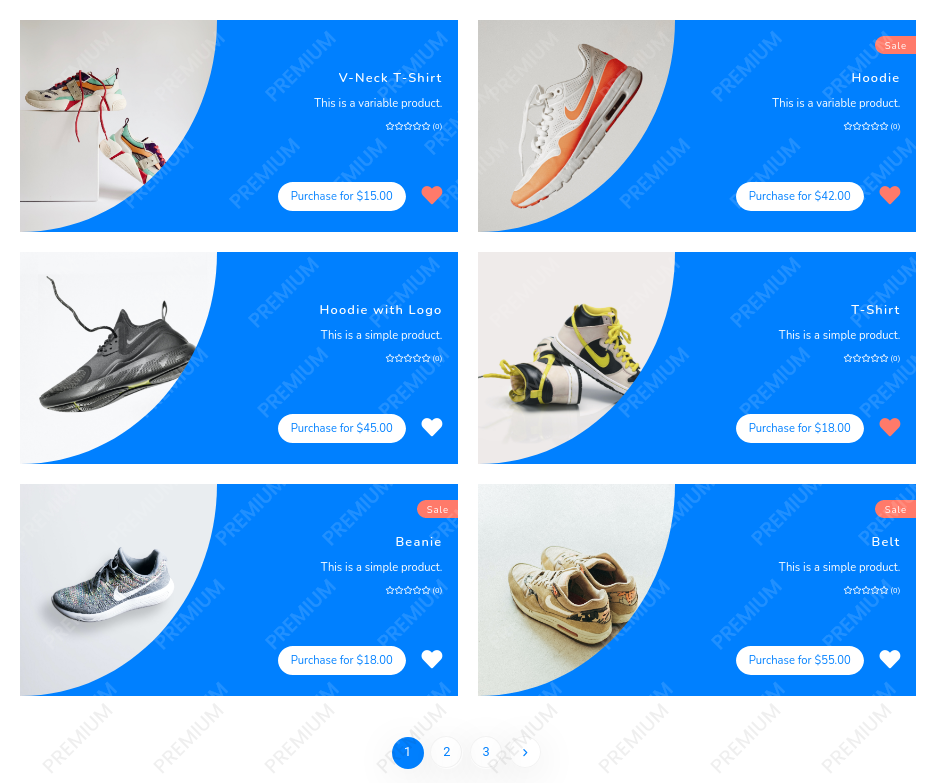 V-Neck T-Shirt
This is a variable product.
(0)
Purchase for $15.00
Sale
Hoodie
This is a variable product.
(0)
Purchase for $42.00
Hoodie with Logo
This is a simple product.
(0)
Purchase for $45.00
T-Shirt
This is a simple product.
(0)
Purchase for $18.00
Sale
Beanie
This is a simple product.
(0)
Purchase for $18.00
Sale
Belt
This is a simple product.
(0)
Purchase for $55.00
1 2 3 ›
PREMIUM